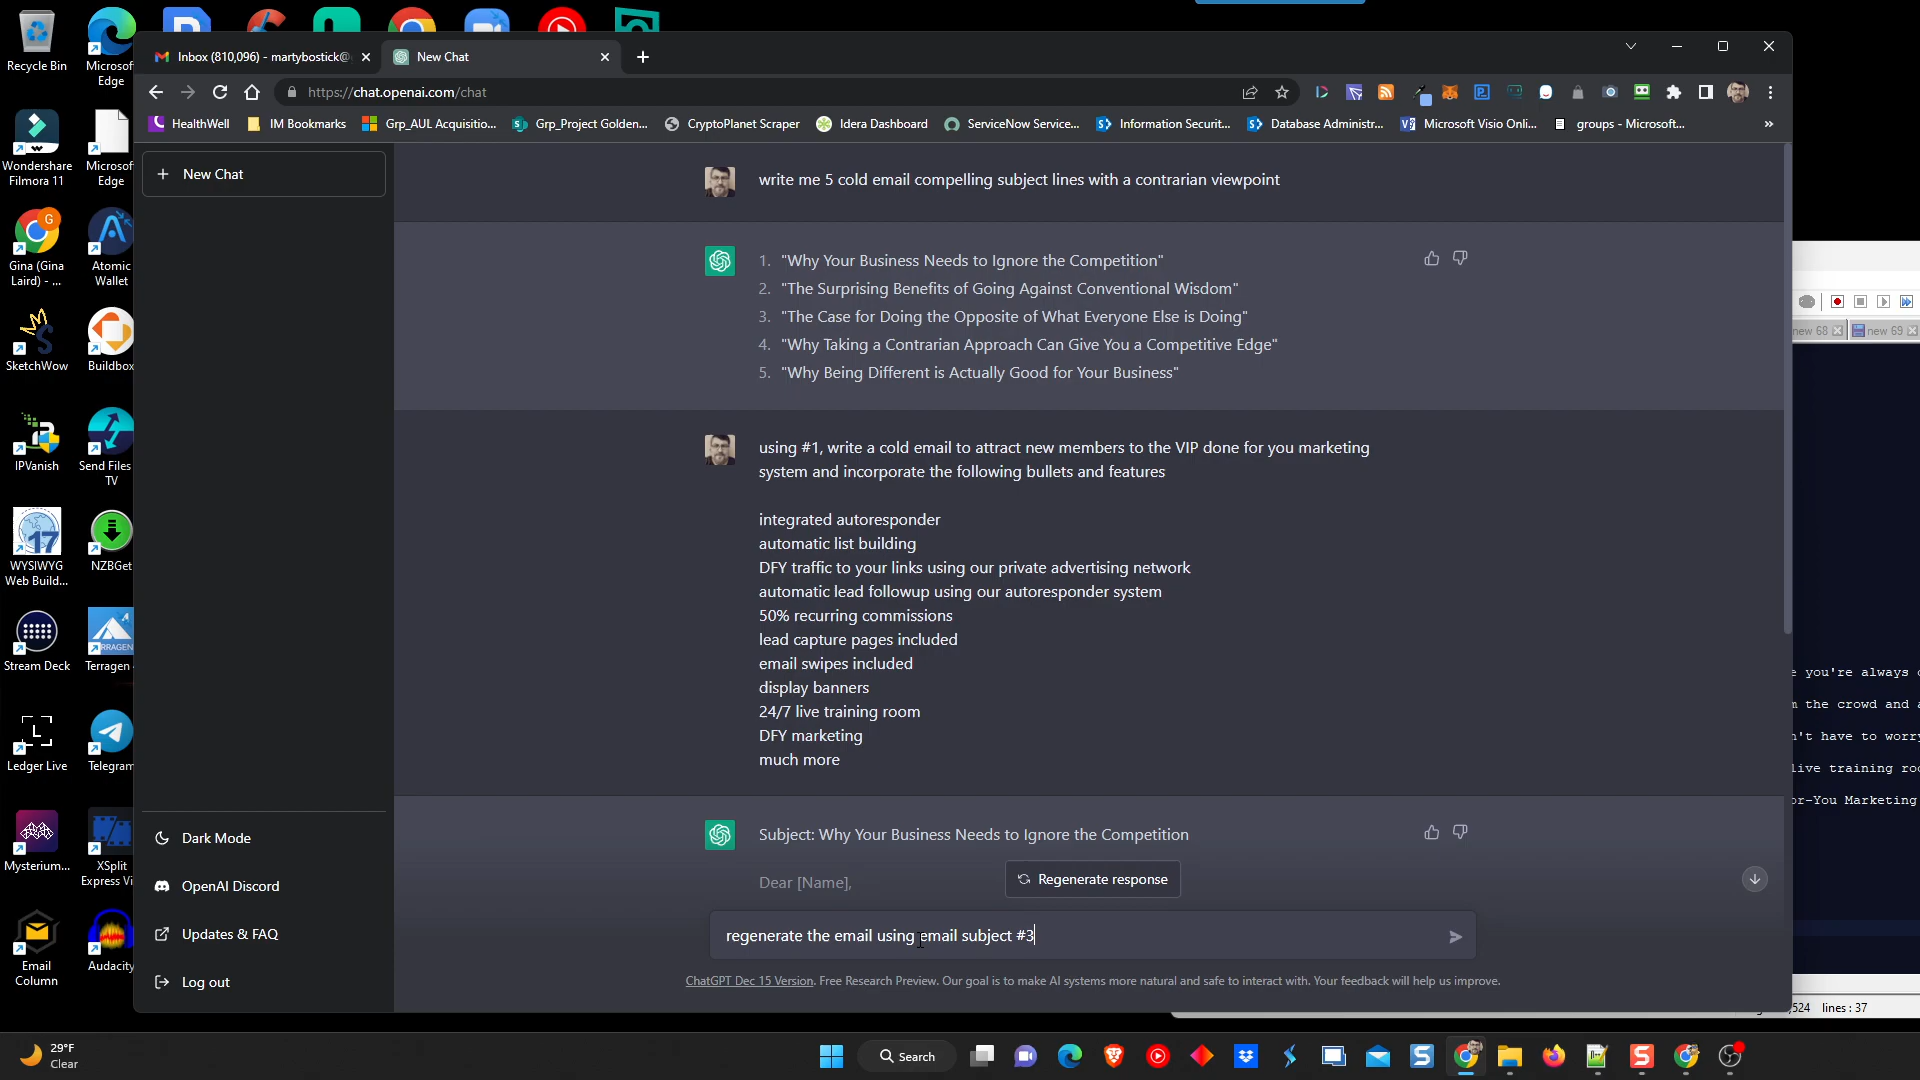 Inbox (810,096) - martybostick@
New Chat
https://chat.openai.com/chat
HealthWell
IM Bookmarks
Grp_AUL Acquisitio...
Grp_Project Golden...
CryptoPlanet Scraper
Idera Dashboard
ServiceNow Service...
Information Securit...
Database Administr...
Microsoft Visio Onli...
groups - Microsoft...
»
Recycle Bin
Microsof
Edge
Wondershare
Filmora 11
Microsof
Edge
Gina (Gina
Laird) - ...
Atomic
Wallet
SketchWow
Buildbox
IPVanish
Send Files
TV
17
WYSIWYG
Web Build...
NZBGet
Stream Deck
Terragen
Ledger Live
Telegram
Mysterium...
XSplit
Express Vi
Email
Column
Audacity
+ New Chat
Dark Mode
OpenAI Discord
Updates & FAQ
Log out
write me 5 cold email compelling subject lines with a contrarian viewpoint
1. "Why Your Business Needs to Ignore the Competition"
2. "The Surprising Benefits of Going Against Conventional Wisdom"
3. "The Case for Doing the Opposite of What Everyone Else is Doing"
4. "Why Taking a Contrarian Approach Can Give You a Competitive Edge"
5. "Why Being Different is Actually Good for Your Business"
using #1, write a cold email to attract new members to the VIP done for you marketing
system and incorporate the following bullets and features
integrated autoresponder
automatic list building
DFY traffic to your links using our private advertising network
automatic lead followup using our autoresponder system
50% recurring commissions
lead capture pages included
email swipes included
display banners
24/7 live training room
DFY marketing
much more
Subject: Why Your Business Needs to Ignore the Competition
Dear [Name],
Regenerate response
regenerate the email using email subject #3
ChatGPT Dec 15 Version. Free Research Preview. Our goal is to make AI systems more natural and safe to interact with. Your feedback will help us improve.
new 68
new 69
e you're always
the crowd and
n't have to worry
live training roo
or-You Marketing
,524 lines : 37
29°F
Clear
Search